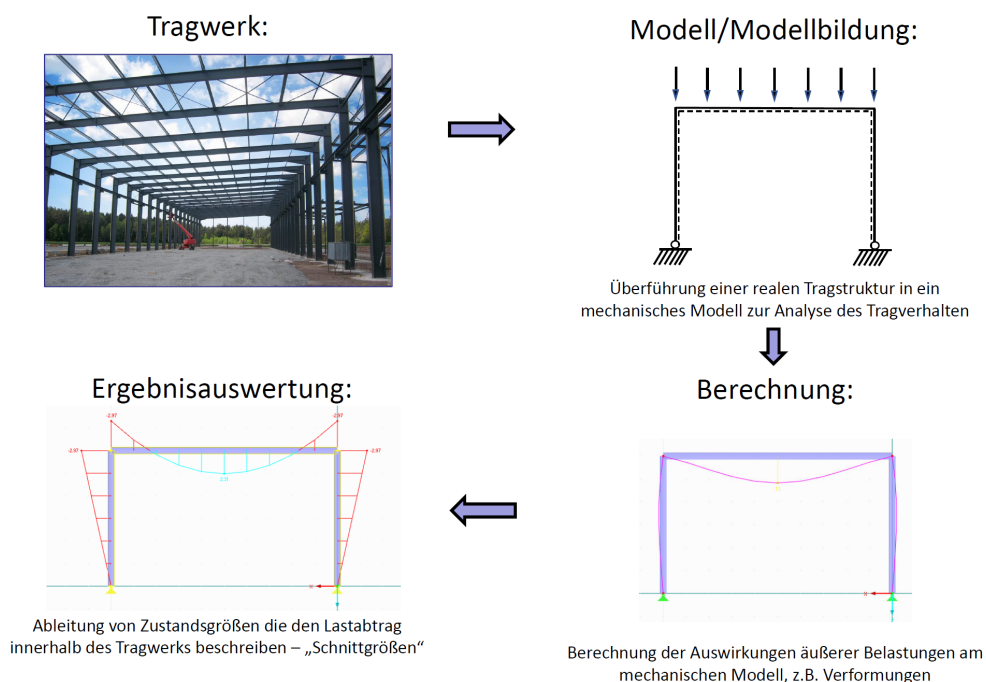 Tragwerk:
Modell/Modellbildung:
Überführung einer realen Tragstruktur in ein
mechanisches Modell zur Analyse des Tragverhalten
Berechnung:
Berechnung der Auswirkungen äußerer Belastungen am
mechanischen Modell, z.B. Verformungen
Ergebnisauswertung:
-2.97
-2.97
-2.97
-2.97
x
x
Ableitung von Zustandsgrößen die den Lastabtrag
innerhalb des Tragwerks beschreiben – „Schnittgrößen“